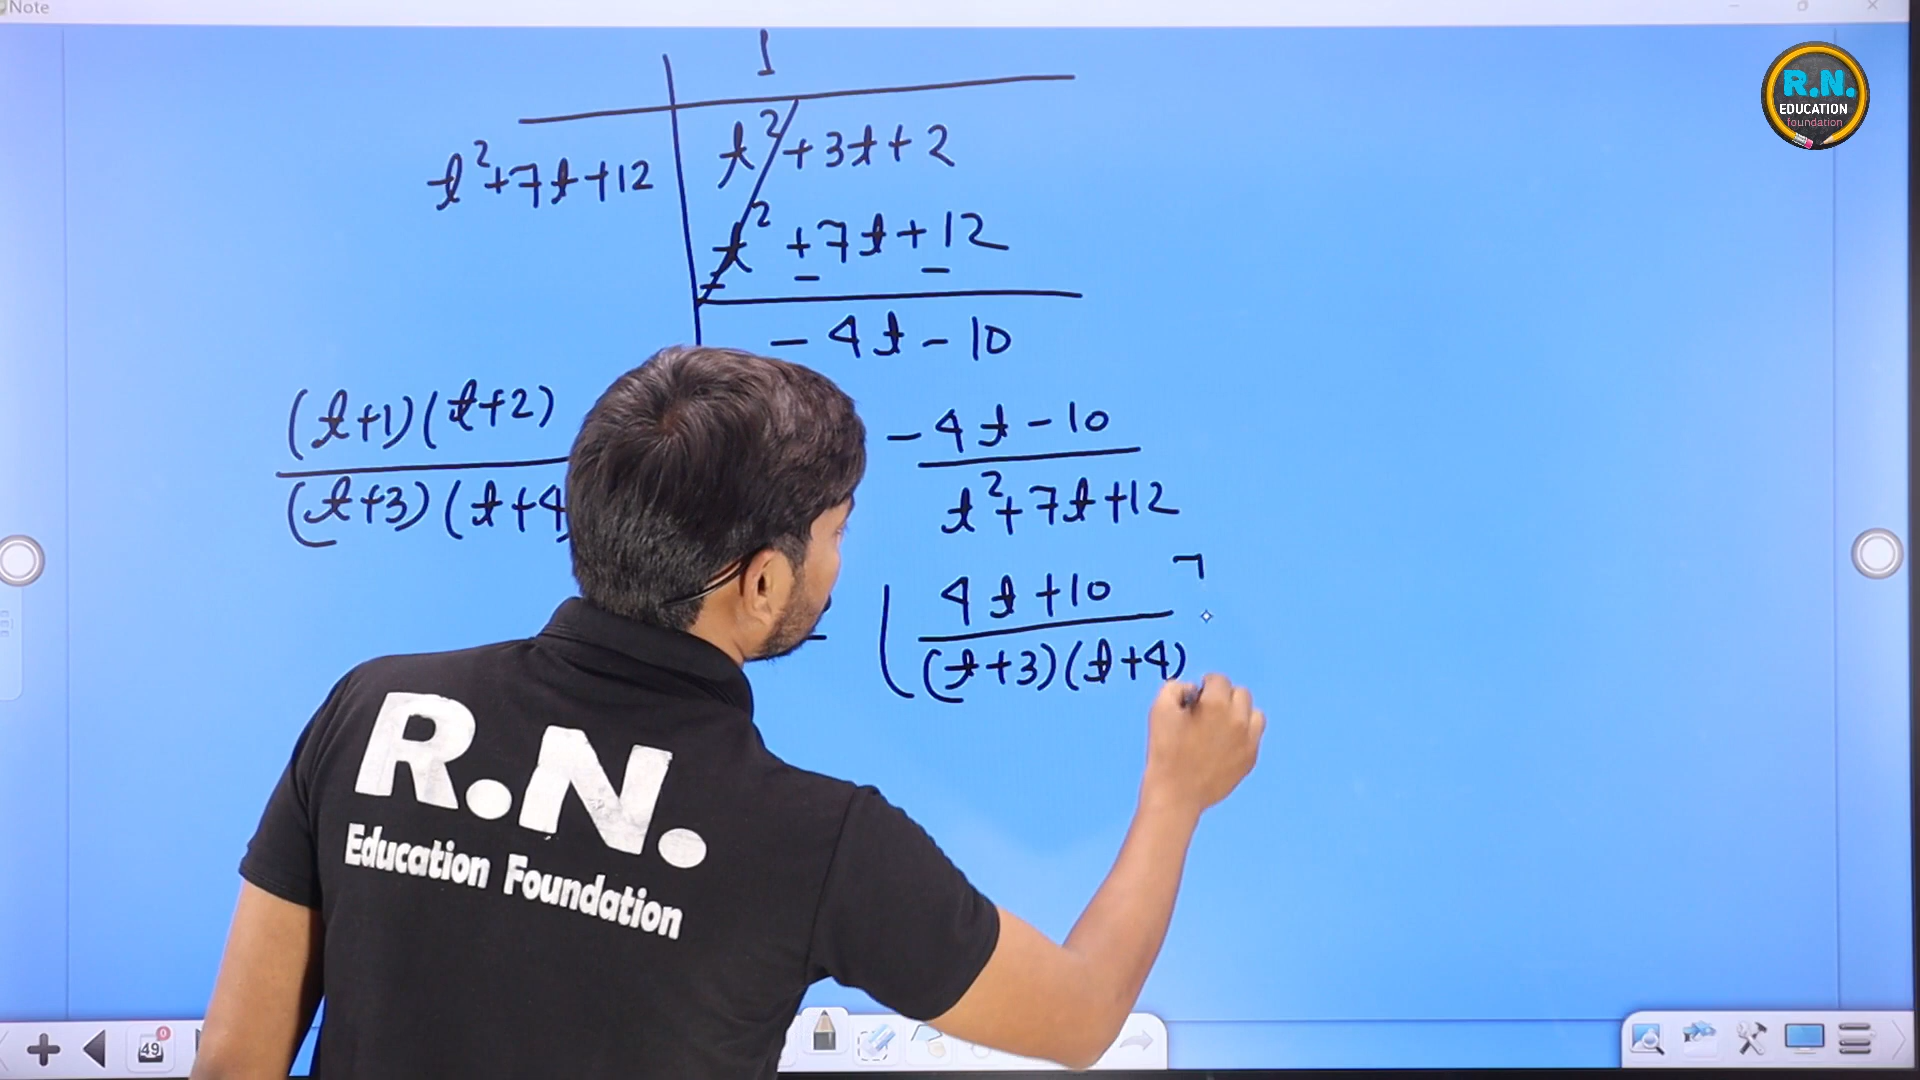 Note
R.N.
EDUCATION
foundation
1
t²+7t+12
t²+3t+2
t²+7t+12
- - -
-4t-10
(t+1)(t+2)
(t+3)(t+4)
-4t-10
t²+7t+12
-
[4t+10
(t+3)(t+4)
R.N.
Education Foundation
49
0